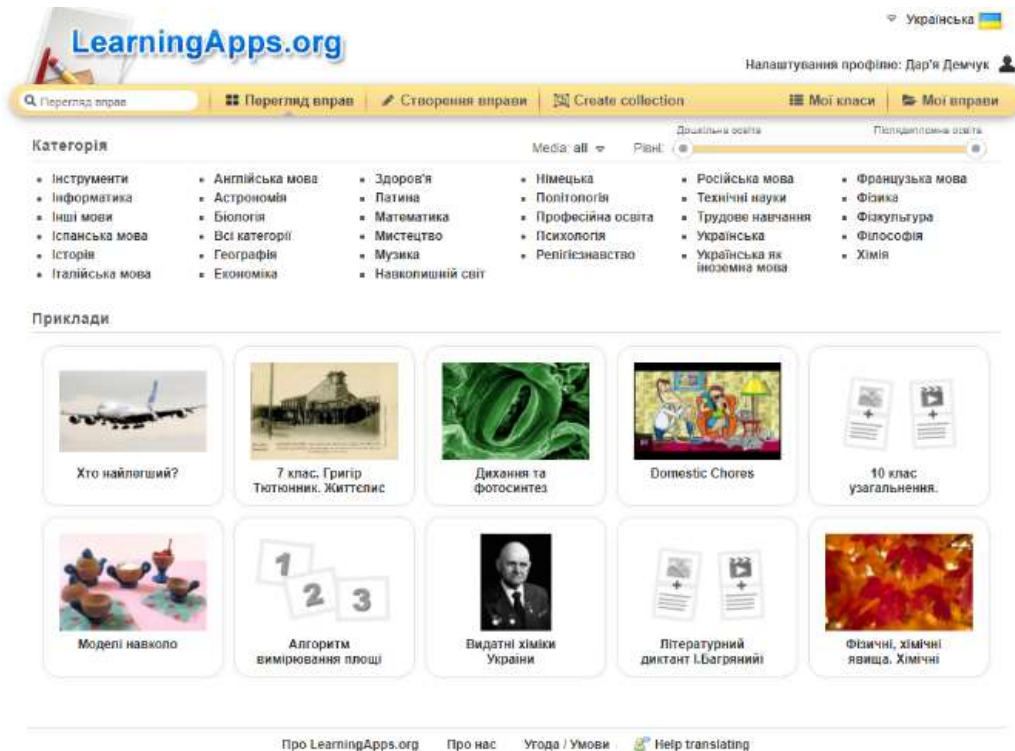 Українська
LearningApps.org
Налаштування профілю: Дар'я Демчук
Перегляд вправ
Перегляд вправ
Створення вправи
Create collection
Мої класи
Мої вправи
Категорія
Media: all
Рівні:
Дошкільна освіта
Післядипломна освіта
Інструменти
Інформатика
Інші мови
Іспанська мова
Історія
Італійська мова
Англійська мова
Астрономія
Біологія
Всі категорії
Географія
Економіка
Здоров'я
Латина
Математика
Мистецтво
Музика
Навколишній світ
Німецька
Політологія
Професійна освіта
Психологія
Релігієзнавство
Російська мова
Технічні науки
Трудове навчання
Українська
Українська як
іноземна мова
Французька мова
Фізика
Фізкультура
Філософія
Хімія
Приклади
Хто найлегший?
7 клас. Григір
Тютюнник. Життєпис
Дихання та
фотосинтез
Domestic Chores
10 клас
узагальнення.
Моделі навколо
1
2
3
Алгоритм
вимірювання площі
Видатні хіміки
України
Літературний
диктант І.Багряний
Фізичні, хімічні
явища. Хімічні
Про LearningApps.org
Про нас
Угода / Умови
Help translating